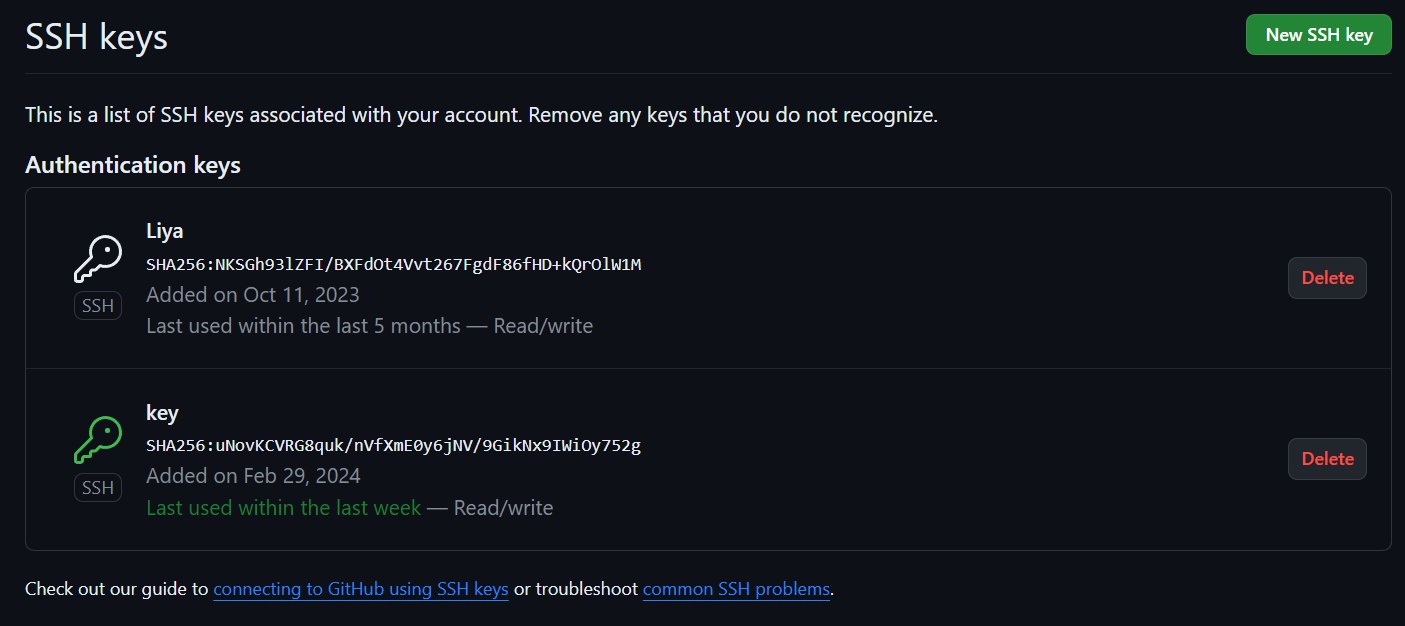 SSH keys
New SSH key
This is a list of SSH keys associated with your account. Remove any keys that you do not recognize.
Authentication keys
Liya
SHA256:NKSGh93lZFI/BXFdOt4Vvt267FgdF86fHD+kQrOlW1M
Added on Oct 11, 2023
Last used within the last 5 months — Read/write
SSH
Delete
key
SHA256:uNovKCVRG8quk/nVfXmE0y6jNV/9GikNx9IWiOy752g
Added on Feb 29, 2024
Last used within the last week — Read/write
SSH
Delete
Check out our guide to connecting to GitHub using SSH keys or troubleshoot common SSH problems.